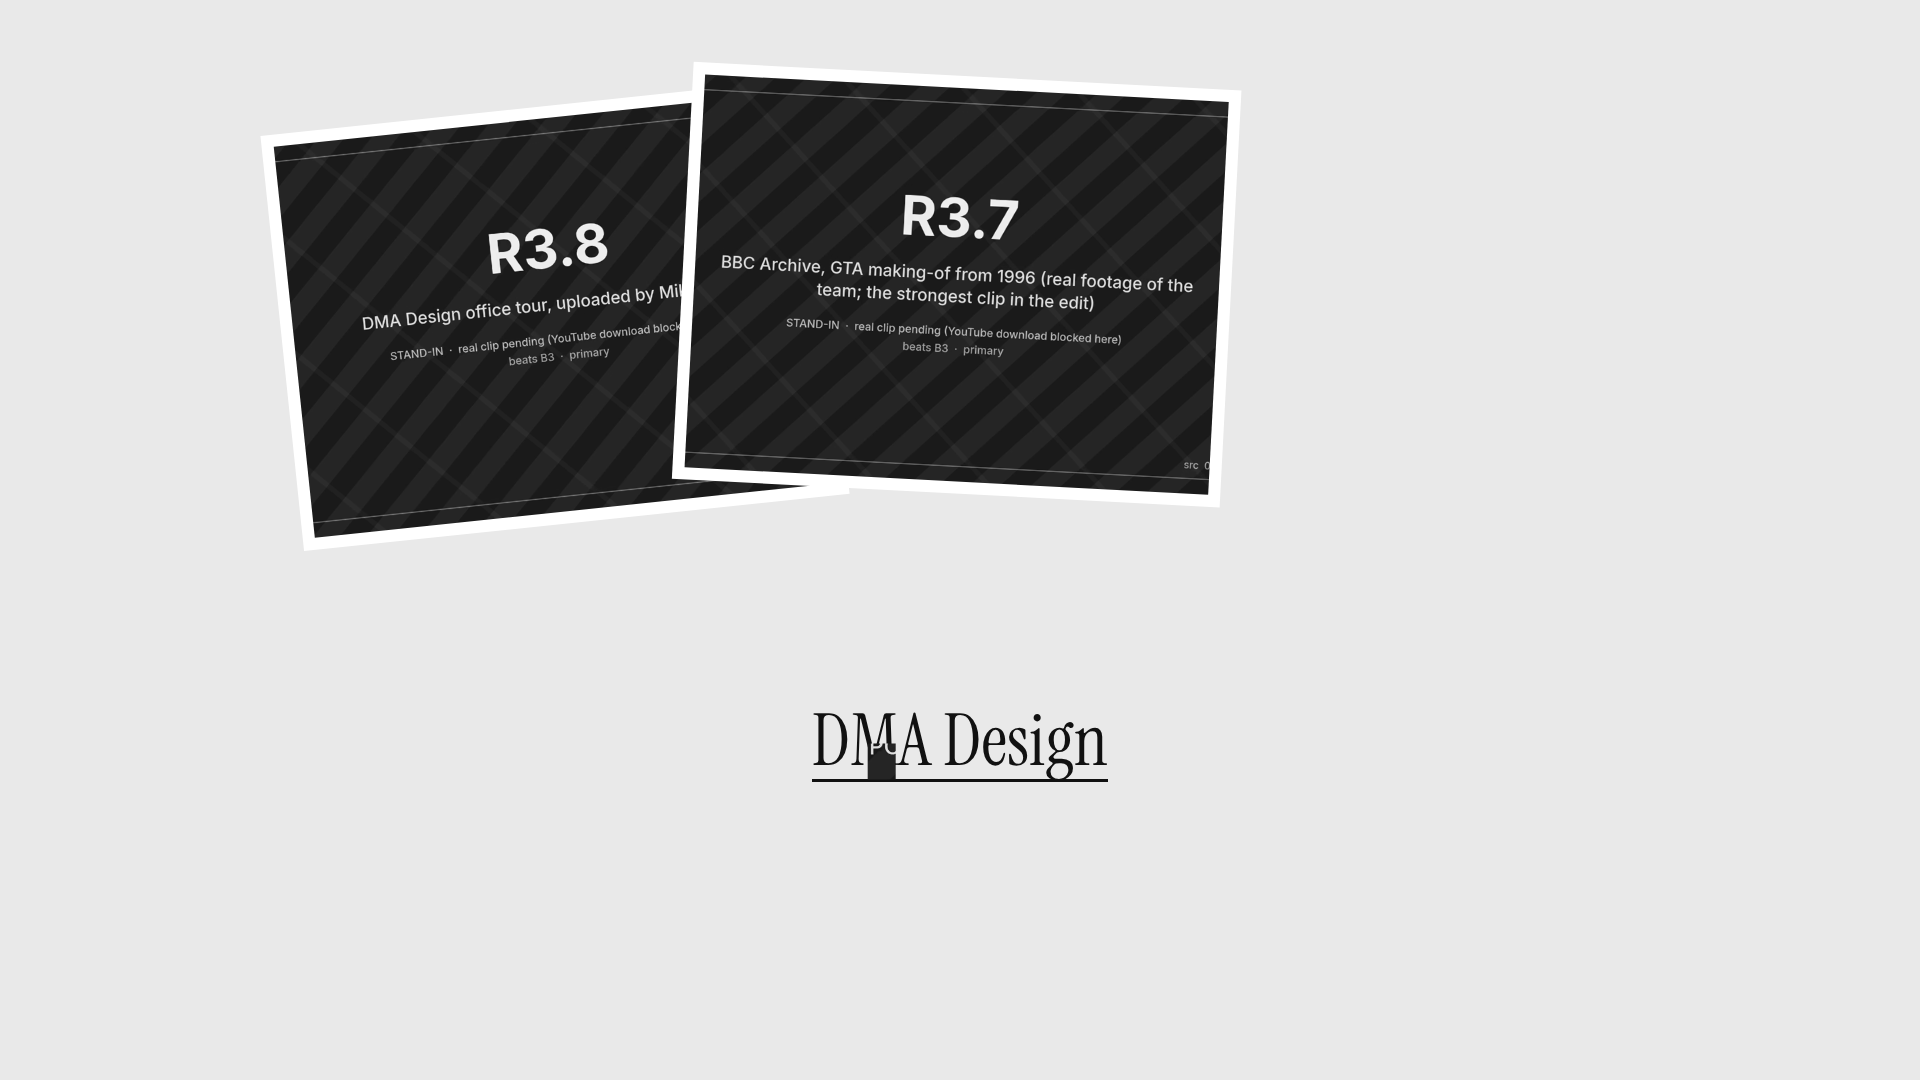 R3.8
DMA Design office tour, uploaded by
STAND-IN · real clip pending (YouTube download
beats B3 · primary
R3.7
BBC Archive, GTA making-of from 1996 (real footage of the
team; the strongest clip in the edit)
STAND-IN · real clip pending (YouTube download blocked here)
beats B3 · primary
src
DMA Design